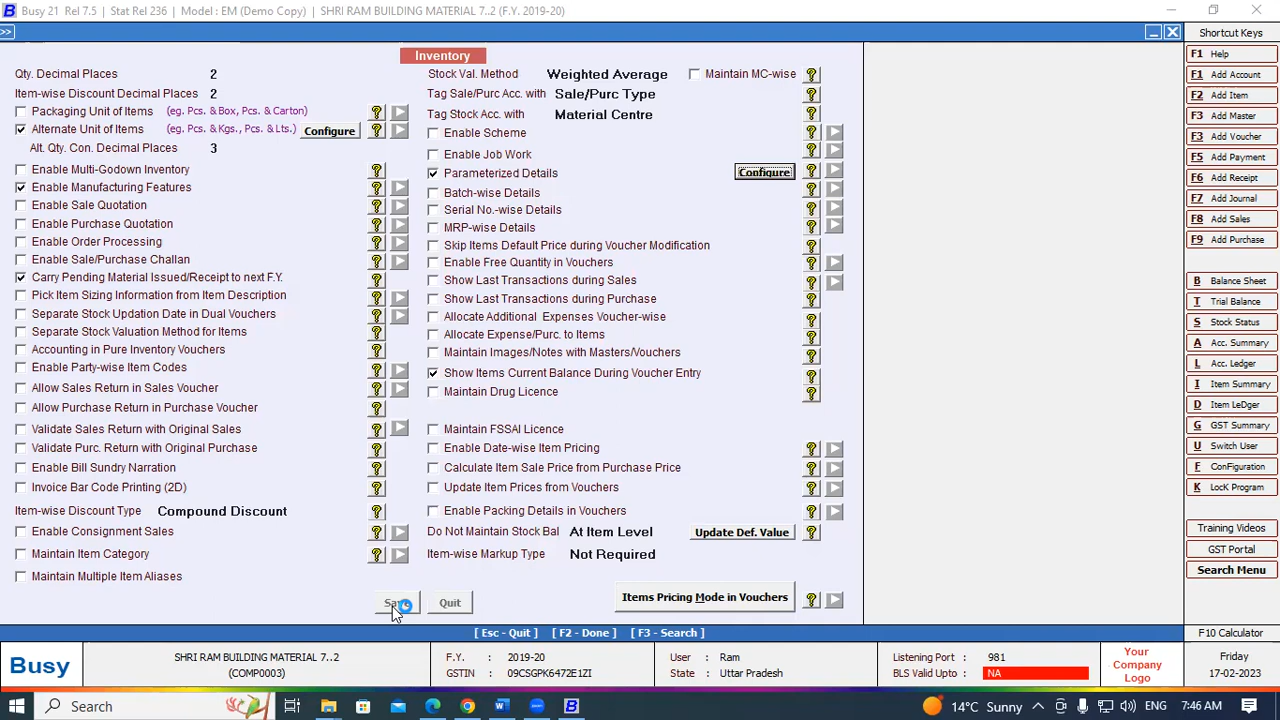 Busy 21 Rel 7.5 | Stat Rel 236 | Model : EM (Demo Copy) | SHRI RAM BUILDING MATERIAL 7..2 (F.Y. 2019-20)
>>
Inventory
Qty. Decimal Places 2
Item-wise Discount Decimal Places 2
Packaging Unit of Items (eg. Pcs. & Box, Pcs. & Carton)
Alternate Unit of Items (eg. Pcs. & Kgs., Pcs. & Lts.) Configure
Alt. Qty. Con. Decimal Places 3
Enable Multi-Godown Inventory
Enable Manufacturing Features
Enable Sale Quotation
Enable Purchase Quotation
Enable Order Processing
Enable Sale/Purchase Challan
Carry Pending Material Issued/Receipt to next F.Y.
Pick Item Sizing Information from Item Description
Separate Stock Updation Date in Dual Vouchers
Separate Stock Valuation Method for Items
Accounting in Pure Inventory Vouchers
Enable Party-wise Item Codes
Allow Sales Return in Sales Voucher
Allow Purchase Return in Purchase Voucher
Validate Sales Return with Original Sales
Validate Purc. Return with Original Purchase
Enable Bill Sundry Narration
Invoice Bar Code Printing (2D)
Item-wise Discount Type Compound Discount
Enable Consignment Sales
Maintain Item Category
Maintain Multiple Item Aliases
Stock Val. Method Weighted Average Maintain MC-wise
Tag Sale/Purc Acc. with Sale/Purc Type
Tag Stock Acc. with Material Centre
Enable Scheme
Enable Job Work
Parameterized Details Configure
Batch-wise Details
Serial No.-wise Details
MRP-wise Details
Skip Items Default Price during Voucher Modification
Enable Free Quantity in Vouchers
Show Last Transactions during Sales
Show Last Transactions during Purchase
Allocate Additional Expenses Voucher-wise
Allocate Expense/Purc. to Items
Maintain Images/Notes with Masters/Vouchers
Show Items Current Balance During Voucher Entry
Maintain Drug Licence
Maintain FSSAI Licence
Enable Date-wise Item Pricing
Calculate Item Sale Price from Purchase Price
Update Item Prices from Vouchers
Enable Packing Details in Vouchers
Do Not Maintain Stock Bal At Item Level Update Def. Value
Item-wise Markup Type Not Required
Quit Items Pricing Mode in Vouchers
[ Esc - Quit ] [ F2 - Done ] [ F3 - Search ]
Shortcut Keys
F1 Help
F1 Add Account
F2 Add Item
F3 Add Master
F3 Add Voucher
F5 Add Payment
F6 Add Receipt
F7 Add Journal
F8 Add Sales
F9 Add Purchase
B Balance Sheet
T Trial Balance
S Stock Status
A Acc. Summary
L Acc. Ledger
I Item Summary
D Item LeDger
G GST Summary
U Switch User
F Configuration
K LocK Program
Training Videos
GST Portal
Search Menu
F10 Calculator
Busy
SHRI RAM BUILDING MATERIAL 7..2
(COMP0003)
F.Y. : 2019-20
GSTIN : 09CSGPK6472E1ZI
User : Ram
State : Uttar Pradesh
Listening Port : 981
BLS Valid Upto : NA
Your
Company
Logo
Friday
17-02-2023
Search
14°C Sunny
ENG
7:46 AM